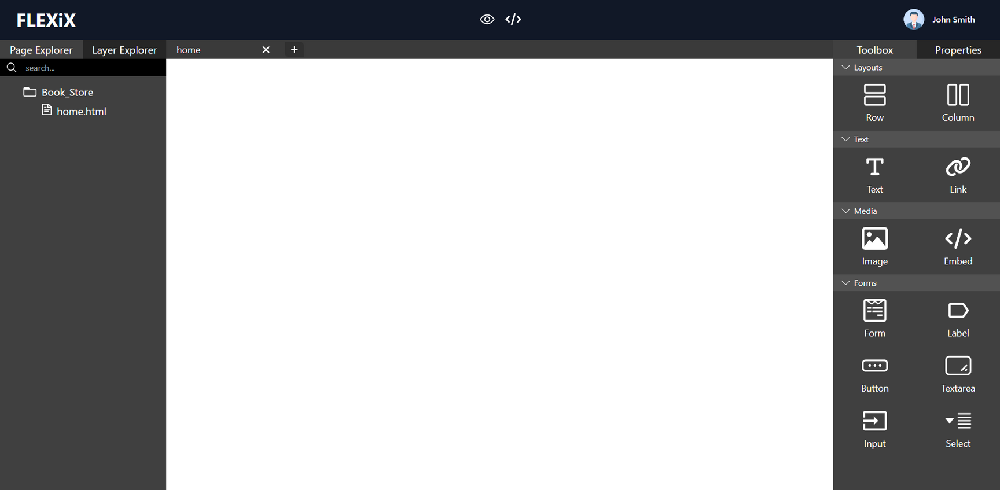 FLEXiX
John Smith
Page Explorer
Layer Explorer
home
Toolbox
Properties
search...
Book_Store
home.html
Layouts
Row
Column
Text
Text
Link
Media
Image
Embed
Forms
Form
Label
Button
Textarea
Input
Select